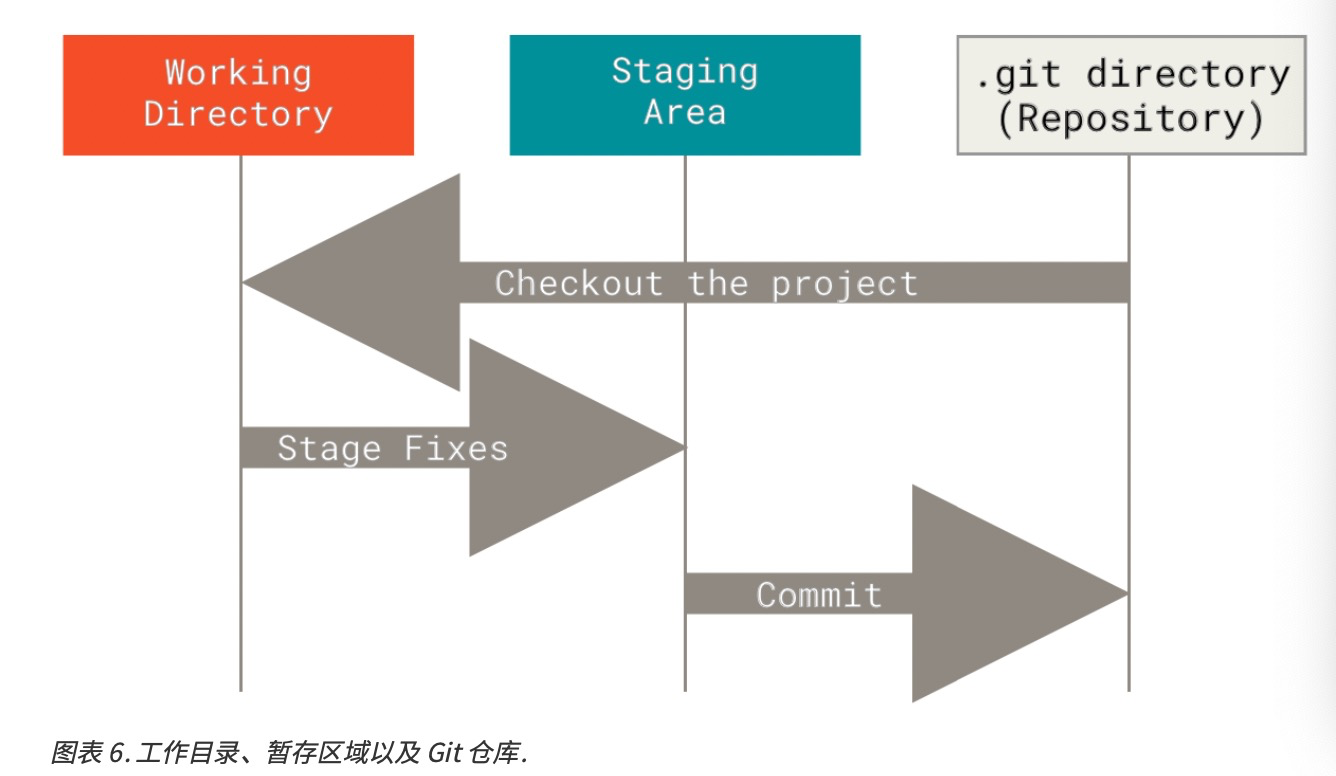 Working
Directory
Staging
Area
.git directory
(Repository)
Checkout the project
Stage Fixes
Commit
图表 6. 工作目录、暂存区域以及 Git 仓库.